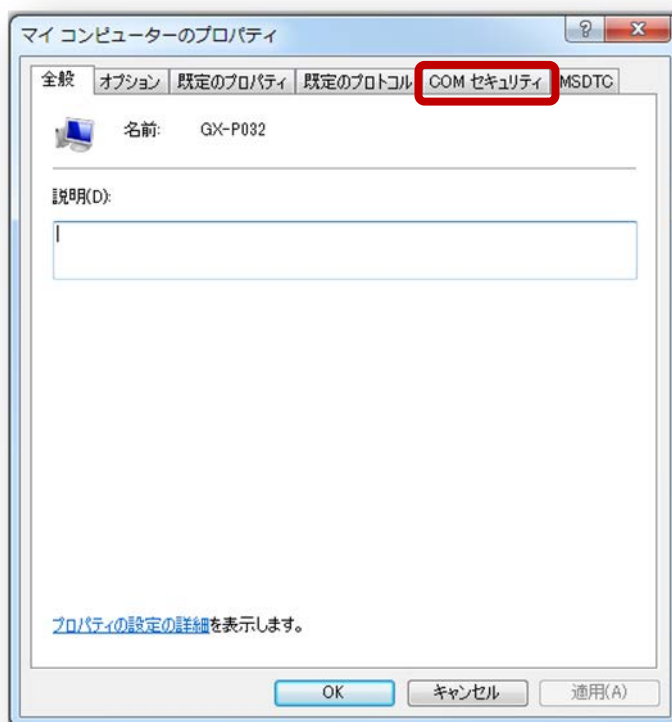 マイ コンピューターのプロパティ
全般 オプション 既定のプロパティ 既定のプロトコル COM セキュリティ MSDTC
名前: GX-P032
説明(D):
プロパティの設定の詳細を表示します。
OK キャンセル 適用(A)